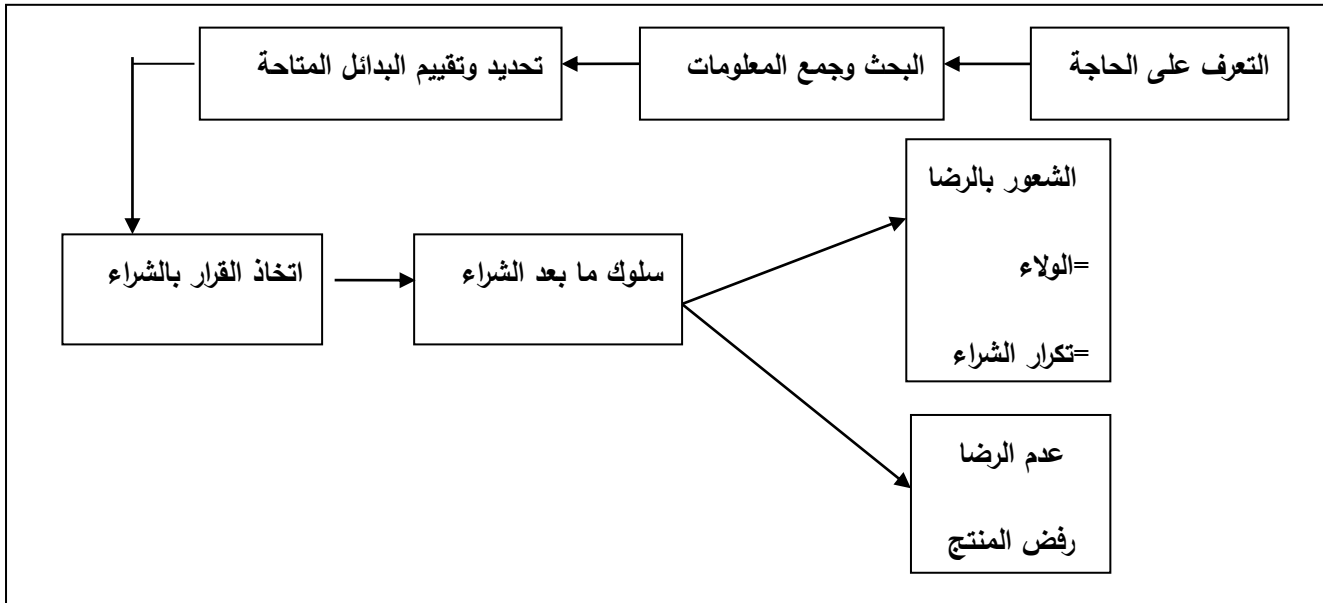 التعرف على الحاجة
البحث وجمع المعلومات
تحديد وتقييم البدائل المتاحة
اتخاذ القرار بالشراء
سلوك ما بعد الشراء
الشعور بالرضا
=الولاء
=تكرار الشراء
عدم الرضا
رفض المنتج